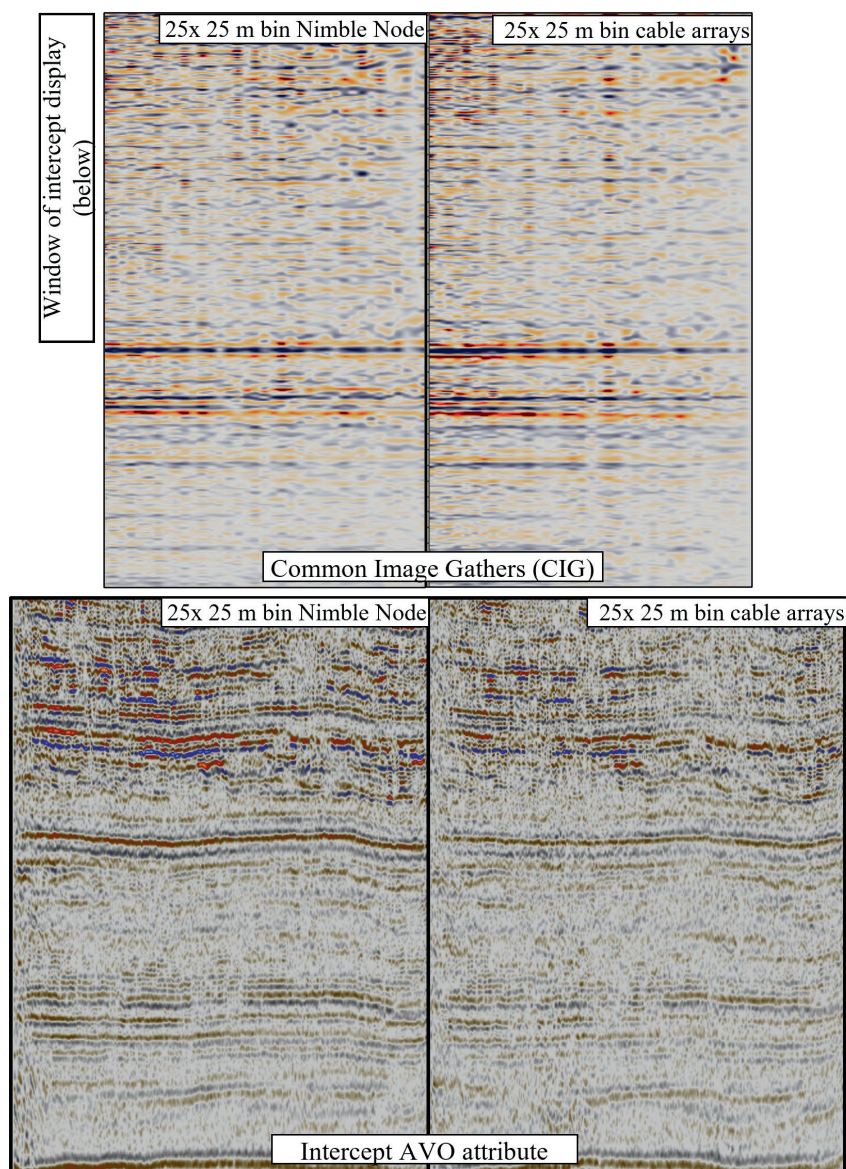 25x 25 m bin Nimble Node
25x 25 m bin cable arrays
Window of intercept display
(below)
Common Image Gathers (CIG)
25x 25 m bin Nimble Node
25x 25 m bin cable arrays
Intercept AVO attribute